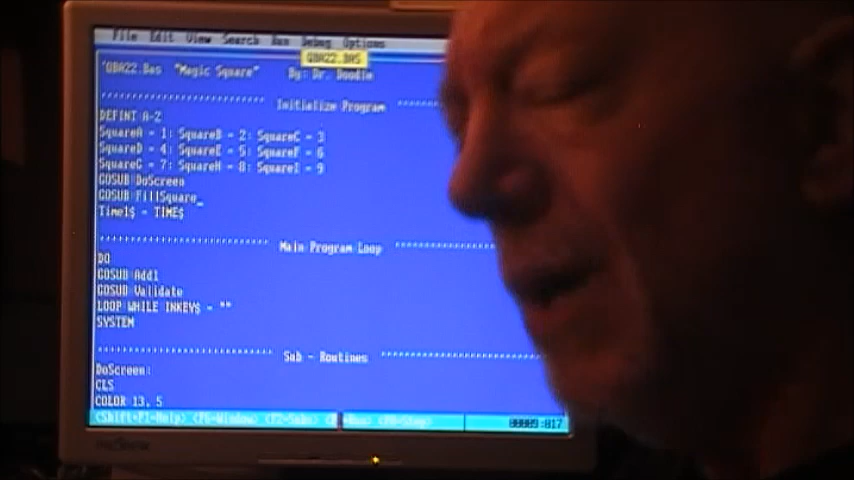 File Edit View Search Run Debug Options
QBA22.BAS
'QBA22.Bas "Magic Square" By: Dr. Doodle
Initialize Program
DEFINT A-Z
SquareA = 1: SquareB = 2: SquareC = 3
SquareD = 4: SquareE = 5: SquareF = 6
SquareG = 7: SquareH = 8: SquareI = 9
GOSUB DoScreen
GOSUB FillSquare_
Time1$ = TIME$
Main Program Loop
DO
GOSUB Add1
GOSUB Validate
LOOP WHILE INKEY$ = ""
SYSTEM
Sub - Routines
DoScreen:
CLS
COLOR 13, 5
<Shift+F1=Help> <F6=Window> <F2=Subs>